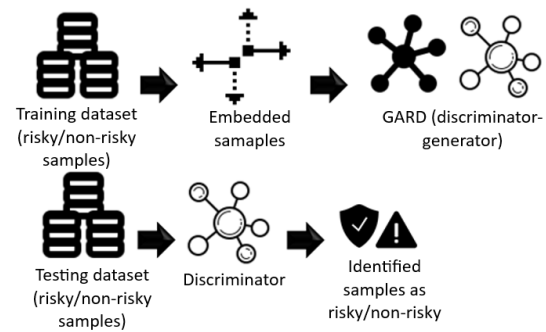 Training dataset
(risky/non-risky
samples)
Embedded
samaples
GARD (discriminator-
generator)
Testing dataset
(risky/non-risky
samples)
Discriminator
Identified
samples as
risky/non-risky